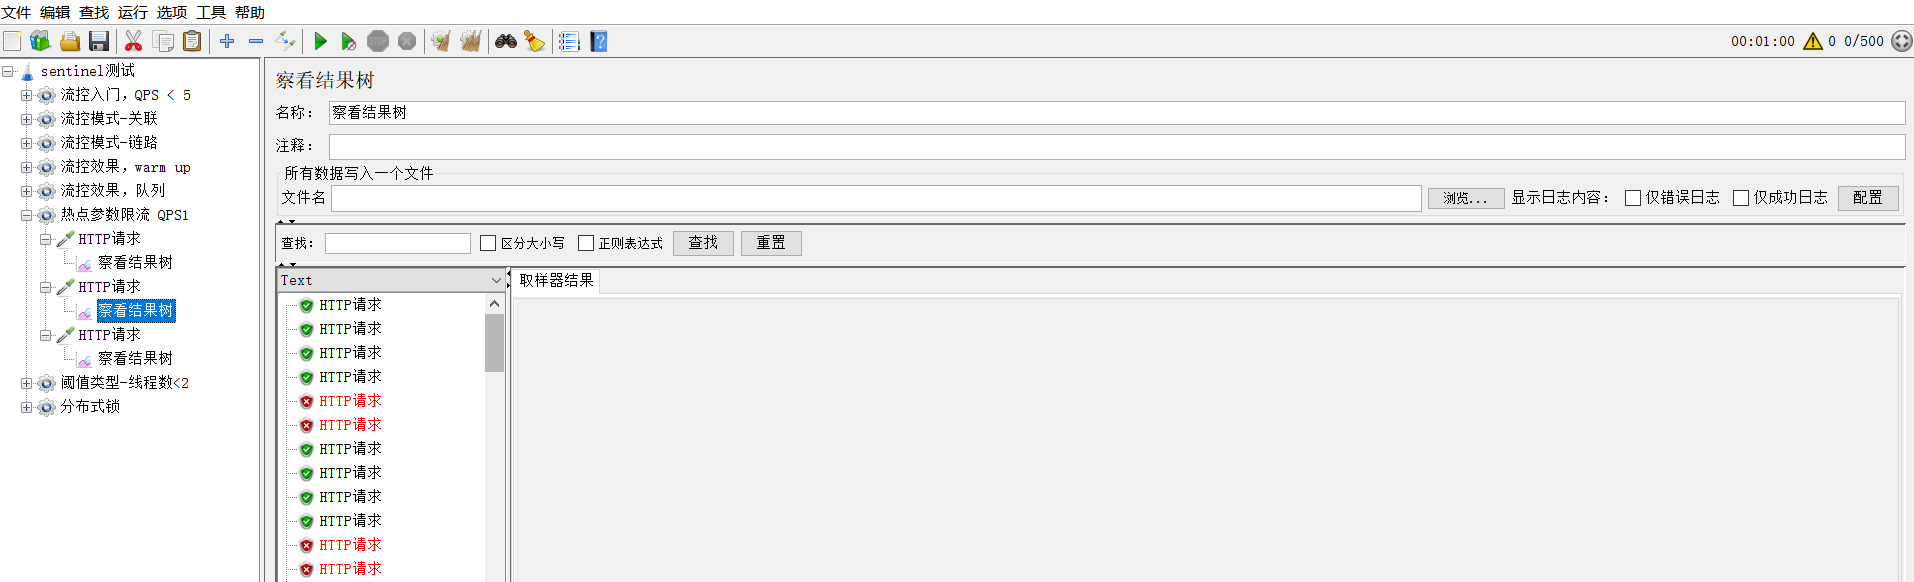 文件 编辑 查找 运行 选项 工具 帮助
STOP
?
00:01:00 0 0/500
sentinel测试
流控入门，QPS < 5
流控模式-关联
流控模式-链路
流控效果，warm up
流控效果，队列
热点参数限流 QPS1
HTTP请求
察看结果树
HTTP请求
察看结果树
HTTP请求
察看结果树
阈值类型-线程数<2
分布式锁
察看结果树
名称： 察看结果树
注释：
所有数据写入一个文件
文件名 浏览... 显示日志内容： 仅错误日志 仅成功日志 配置
查找： 区分大小写 正则表达式 查找 重置
Text
取样器结果
HTTP请求
HTTP请求
HTTP请求
HTTP请求
HTTP请求
HTTP请求
HTTP请求
HTTP请求
HTTP请求
HTTP请求
HTTP请求
HTTP请求